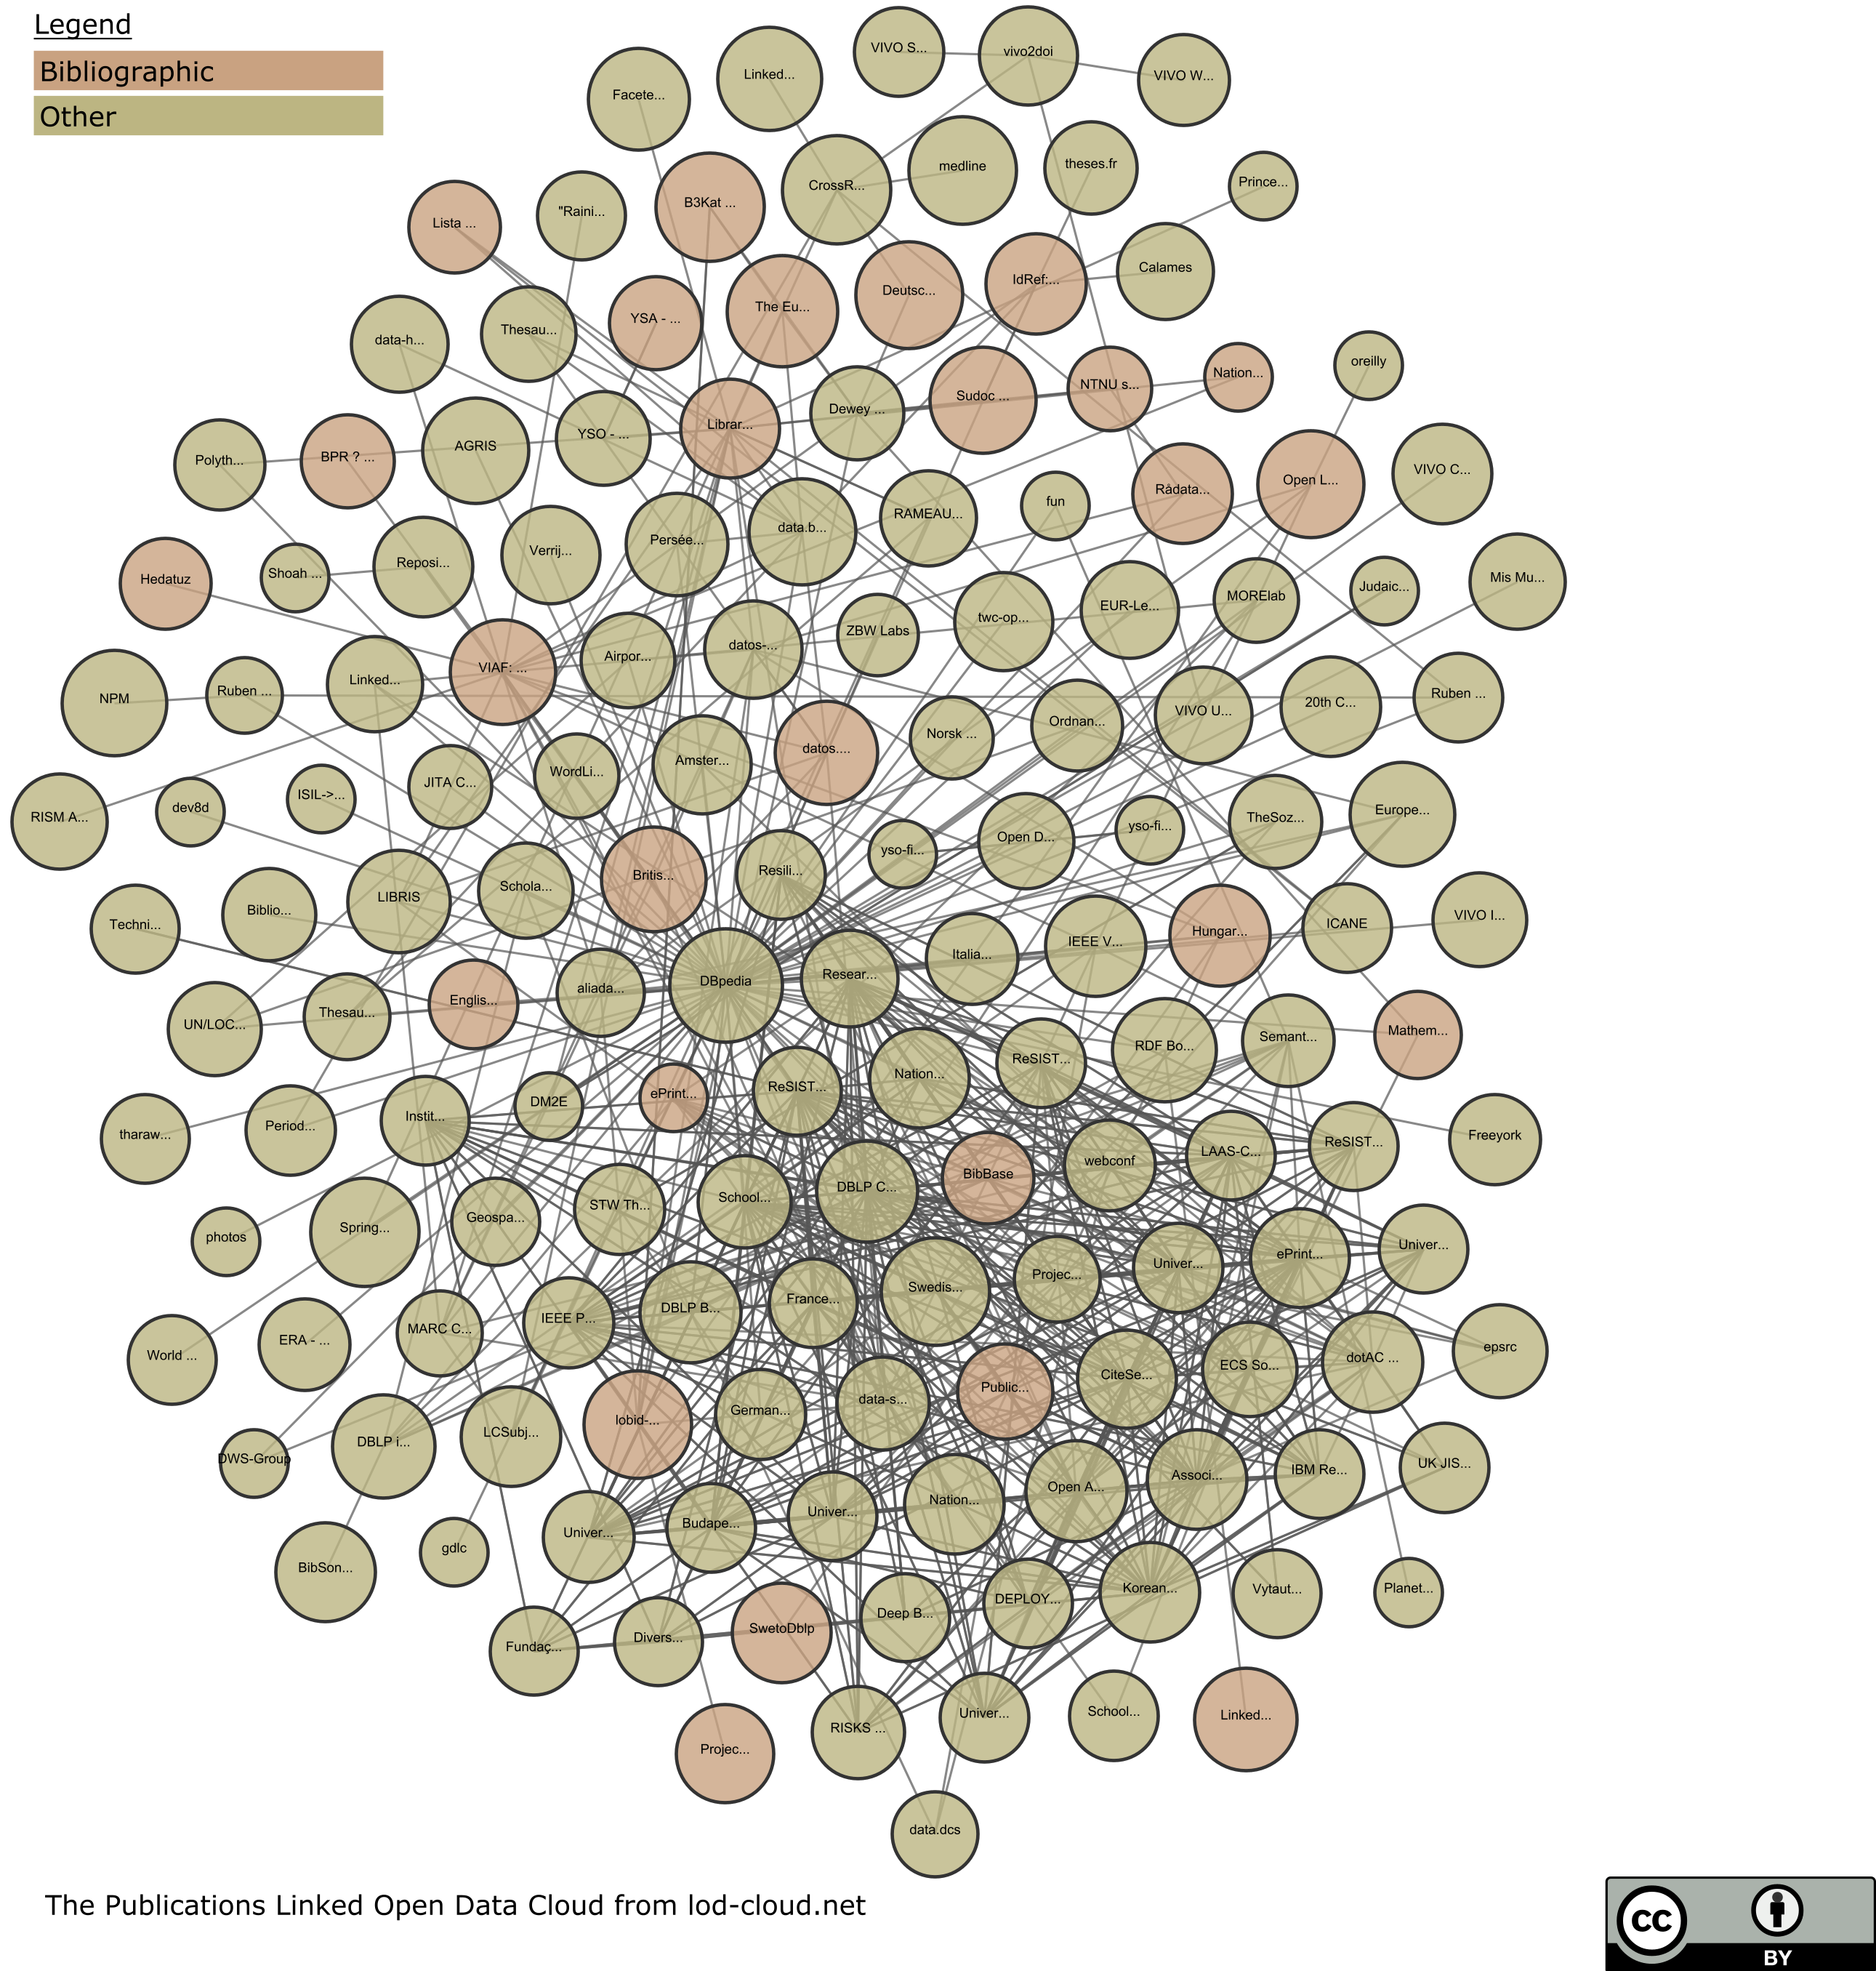 Legend
Bibliographic
Other
VIVO S...
vivo2doi
VIVO W...
Linked...
Facete...
medline
theses.fr
CrossR...
Prince...
B3Kat ...
"Raini...
Lista ...
Calames
IdRef:...
Deutsc...
The Eu...
YSA - ...
Thesau...
data-h...
oreilly
Nation...
NTNU s...
Sudoc ...
Dewey ...
Librar...
YSO - ...
AGRIS
BPR ? ...
Polyth...
VIVO C...
Open L...
Rådata...
fun
RAMEAU...
data.b...
Persée...
Verrij...
Reposi...
Shoah ...
Hedatuz
Mis Mu...
Judaic...
MORElab
EUR-Le...
twc-op...
ZBW Labs
datos-...
Airpor...
VIAF: ...
Linked...
Ruben ...
NPM
Ruben ...
20th C...
VIVO U...
Ordnan...
Norsk ...
datos....
Amster...
WordLi...
JITA C...
ISIL->...
dev8d
RISM A...
Europe...
TheSoz...
yso-fi...
Open D...
yso-fi...
Resili...
Britis...
Schola...
LIBRIS
Biblio...
Techni...
VIVO I...
ICANE
Hungar...
IEEE V...
Italia...
Resear...
DBpedia
aliada...
Englis...
Thesau...
UN/LOC...
Mathem...
Semant...
RDF Bo...
ReSIST...
Nation...
ReSIST...
ePrint...
DM2E
Instit...
Period...
tharaw...
Freeyork
ReSIST...
LAAS-C...
webconf
BibBase
DBLP C...
School...
STW Th...
Geospa...
Spring...
photos
Univer...
ePrint...
Univer...
Projec...
Swedis...
France...
DBLP B...
IEEE P...
MARC C...
ERA - ...
World ...
epsrc
dotAC ...
ECS So...
CiteSe...
Public...
data-s...
German...
lobid-...
LCSubj...
DBLP i...
DWS-Group
UK JIS...
IBM Re...
Associ...
Open A...
Nation...
Univer...
Budape...
Univer...
gdlc
BibSon...
Planet...
Vytaut...
Korean...
DEPLOY...
Deep B...
SwetoDblp
Divers...
Fundaç...
Linked...
School...
Univer...
RISKS ...
Projec...
data.dcs
The Publications Linked Open Data Cloud from lod-cloud.net
cc
BY